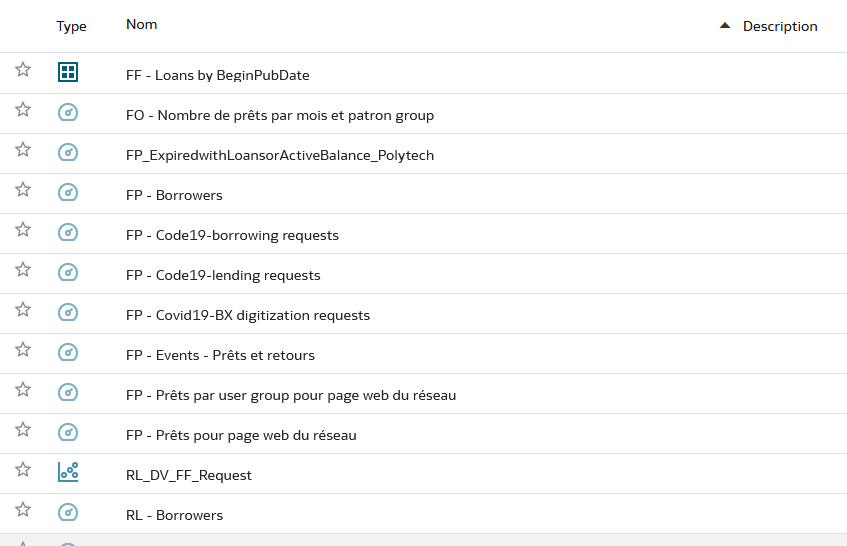 Type Nom Description
FF - Loans by BeginPubDate
FO - Nombre de prêts par mois et patron group
FP_ExpiredwithLoansorActiveBalance_Polytech
FP - Borrowers
FP - Code19-borrowing requests
FP - Code19-lending requests
FP - Covid19-BX digitization requests
FP - Events - Prêts et retours
FP - Prêts par user group pour page web du réseau
FP - Prêts pour page web du réseau
RL_DV_FF_Request
RL - Borrowers